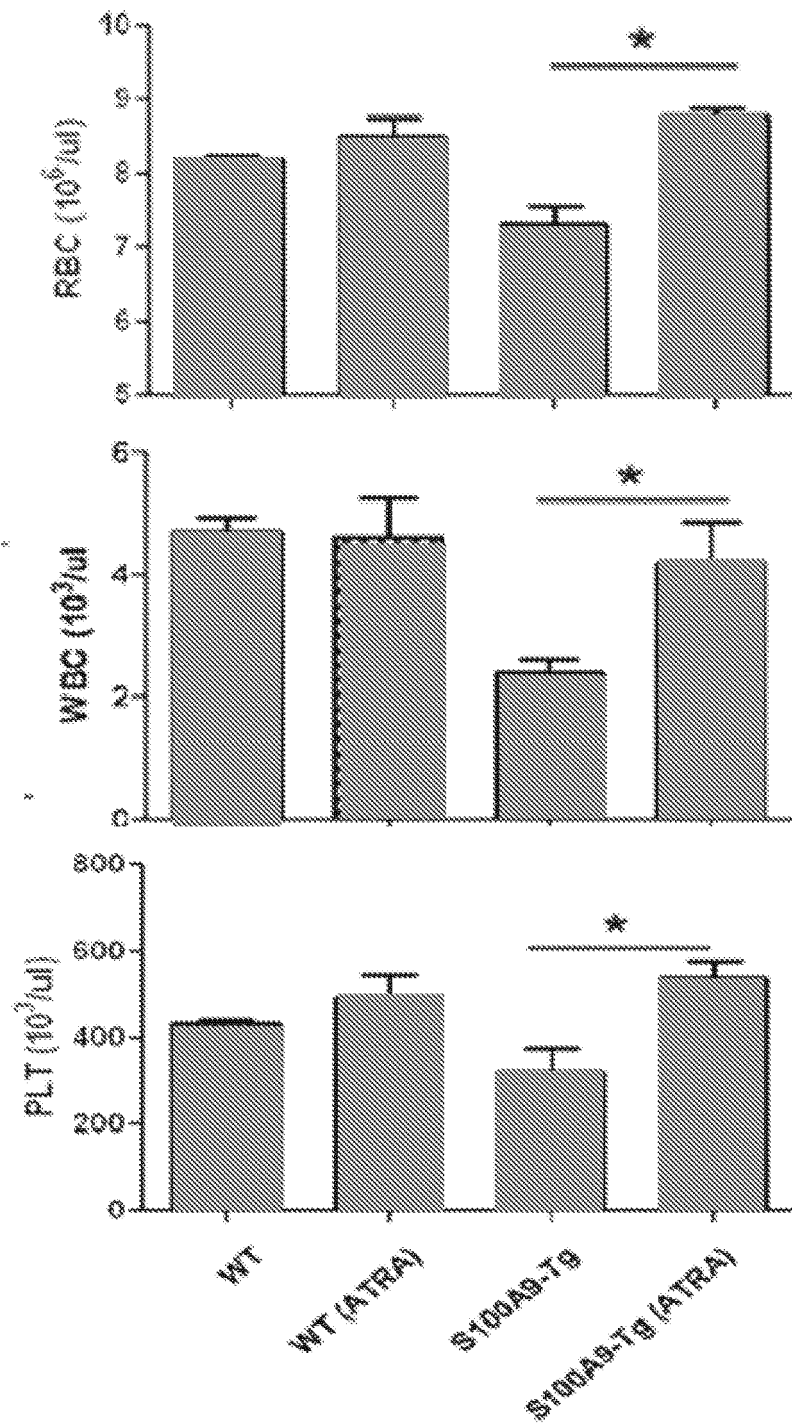 10
*
9
8
7
6
5
RBC (10⁶/ul)
6
*
4
2
0
WBC (10³/ul)
800
*
600
400
200
0
PLT (10³/ul)
WT
WT (ATRA)
S100A9-Tg
S100A9-Tg (ATRA)